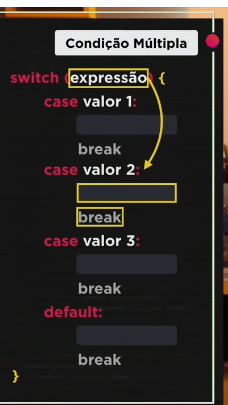 Condição Múltipla
switch (expressão) {
case valor 1:
break
case valor 2:
break
case valor 3:
break
default:
break
}